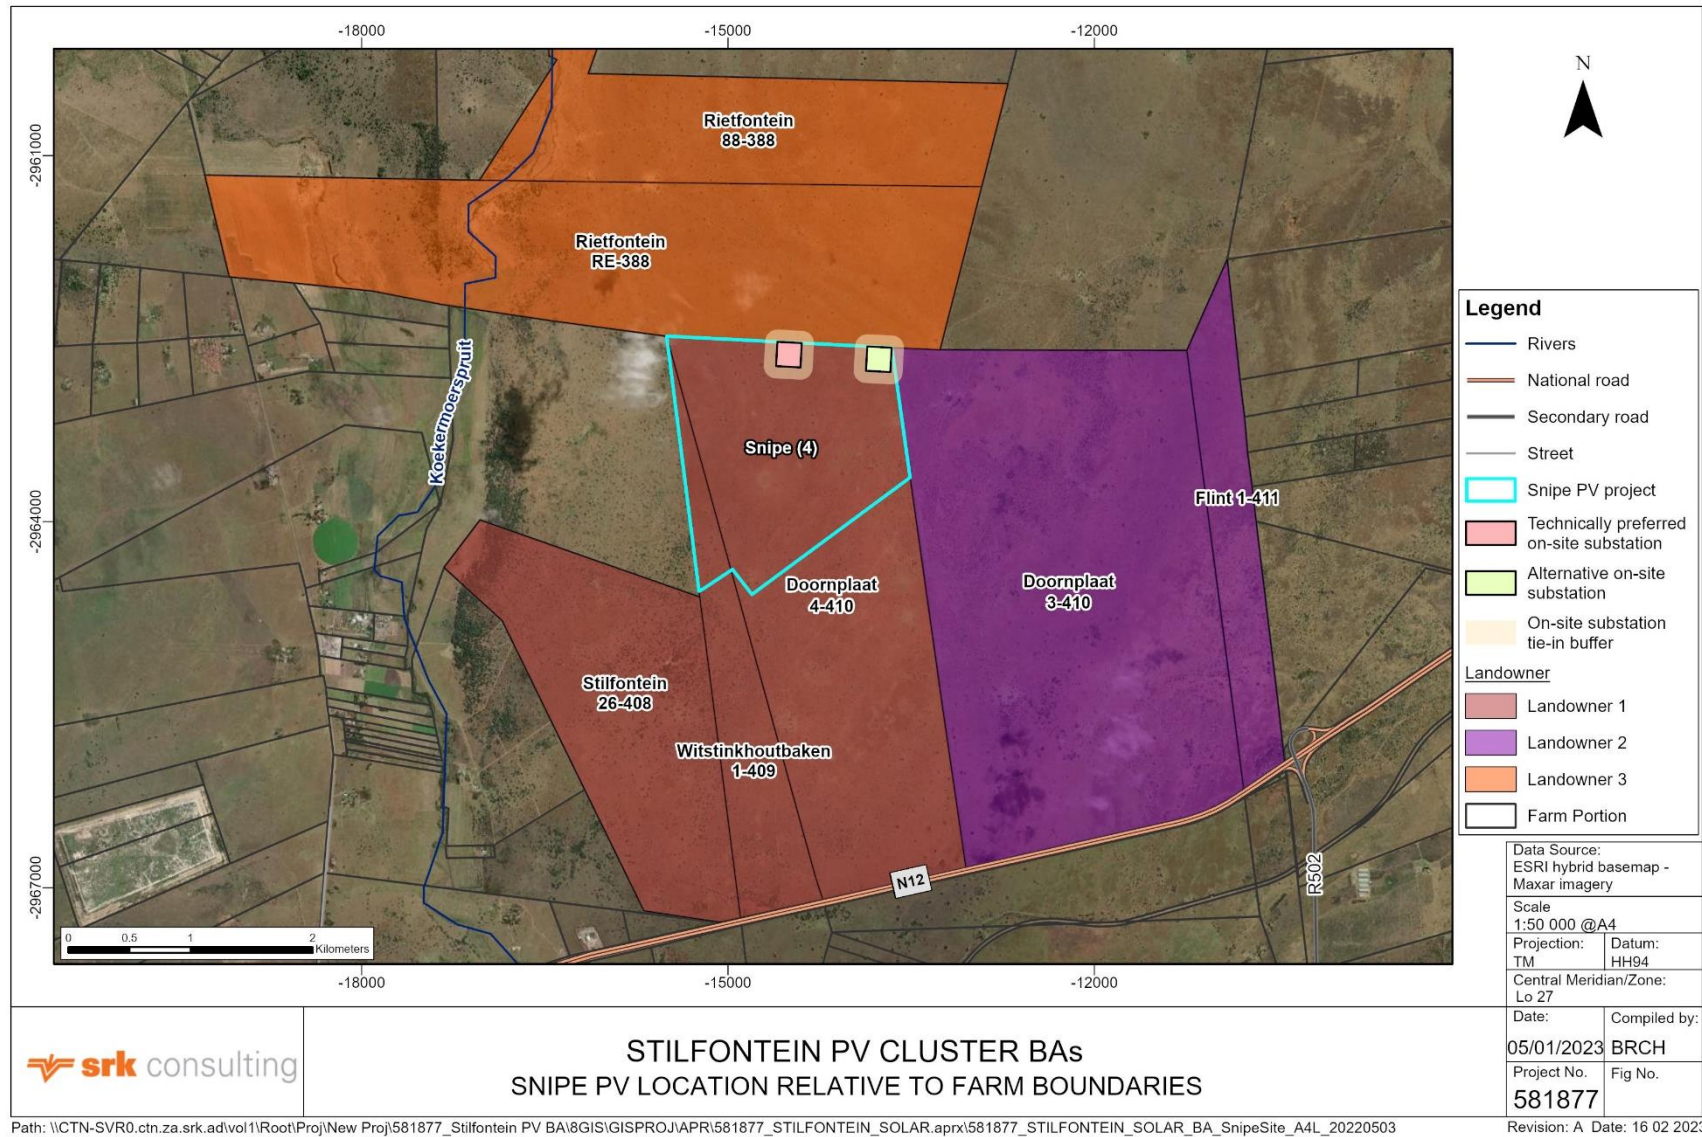 -18000
-15000
-12000
-2961000
-2964000
-2967000
Rietfontein
88-388
Rietfontein
RE-388
Koekermoerspruit
Snipe (4)
Flint 1-411
Doornplaat
4-410
Doornplaat
3-410
Stilfontein
26-408
Witstinkhoutbaken
1-409
N12
R502
0 0.5 1 2
Kilometers
-18000
-15000
-12000
N
Legend
Rivers
National road
Secondary road
Street
Snipe PV project
Technically preferred
on-site substation
Alternative on-site
substation
On-site substation
tie-in buffer
Landowner
Landowner 1
Landowner 2
Landowner 3
Farm Portion
Data Source:
ESRI hybrid basemap -
Maxar imagery
Scale
1:50 000 @A4
Projection: Datum:
TM HH94
Central Meridian/Zone:
Lo 27
Date: Compiled by:
05/01/2023 BRCH
Project No. Fig No.
581877
srk consulting
STILFONTEIN PV CLUSTER BAs
SNIPE PV LOCATION RELATIVE TO FARM BOUNDARIES
Path: \\CTN-SVR0.ctn.za.srk.ad\vol1\Root\Proj\New Proj\581877_Stilfontein PV BA\8GIS\GISPROJ\APR\581877_STILFONTEIN_SOLAR.aprx\581877_STILFONTEIN_SOLAR_BA_SnipeSite_A4L_20220503
Revision: A Date: 16 02 202